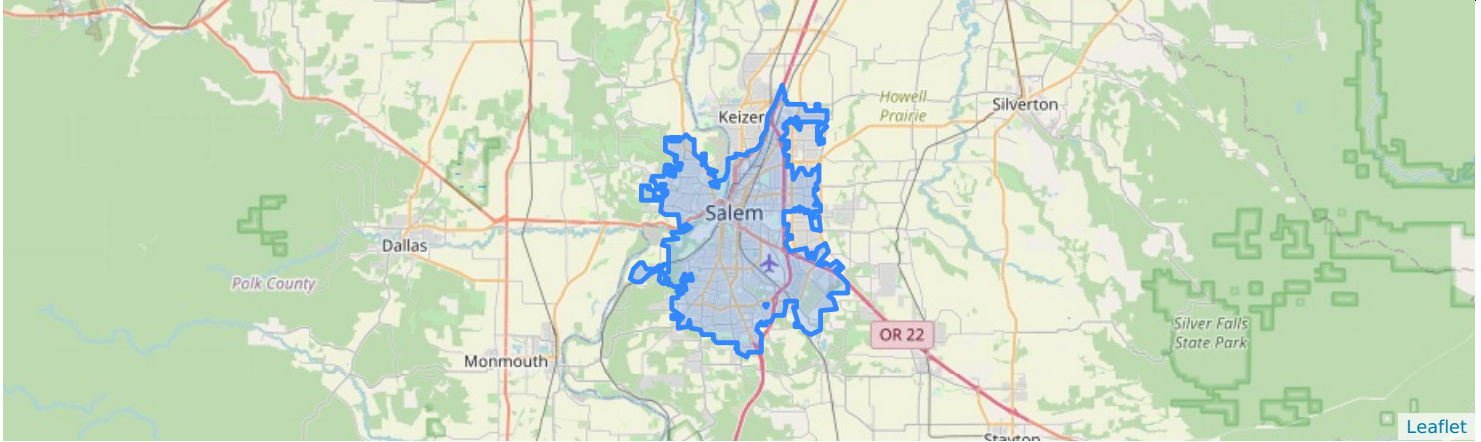 Howell
Prairie
Silverton
Keizer
Salem
Dallas
Polk County
Silver Falls
State Park
OR 22
Monmouth
Leaflet
Stayton